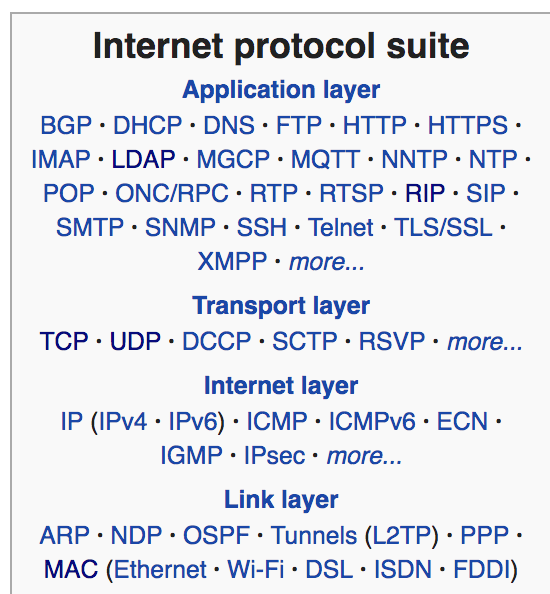 Internet protocol suite
Application layer
BGP · DHCP · DNS · FTP · HTTP · HTTPS ·
IMAP · LDAP · MGCP · MQTT · NNTP · NTP ·
POP · ONC/RPC · RTP · RTSP · RIP · SIP ·
SMTP · SNMP · SSH · Telnet · TLS/SSL ·
XMPP · more...
Transport layer
TCP · UDP · DCCP · SCTP · RSVP · more...
Internet layer
IP (IPv4 · IPv6) · ICMP · ICMPv6 · ECN ·
IGMP · IPsec · more...
Link layer
ARP · NDP · OSPF · Tunnels (L2TP) · PPP ·
MAC (Ethernet · Wi-Fi · DSL · ISDN · FDDI)